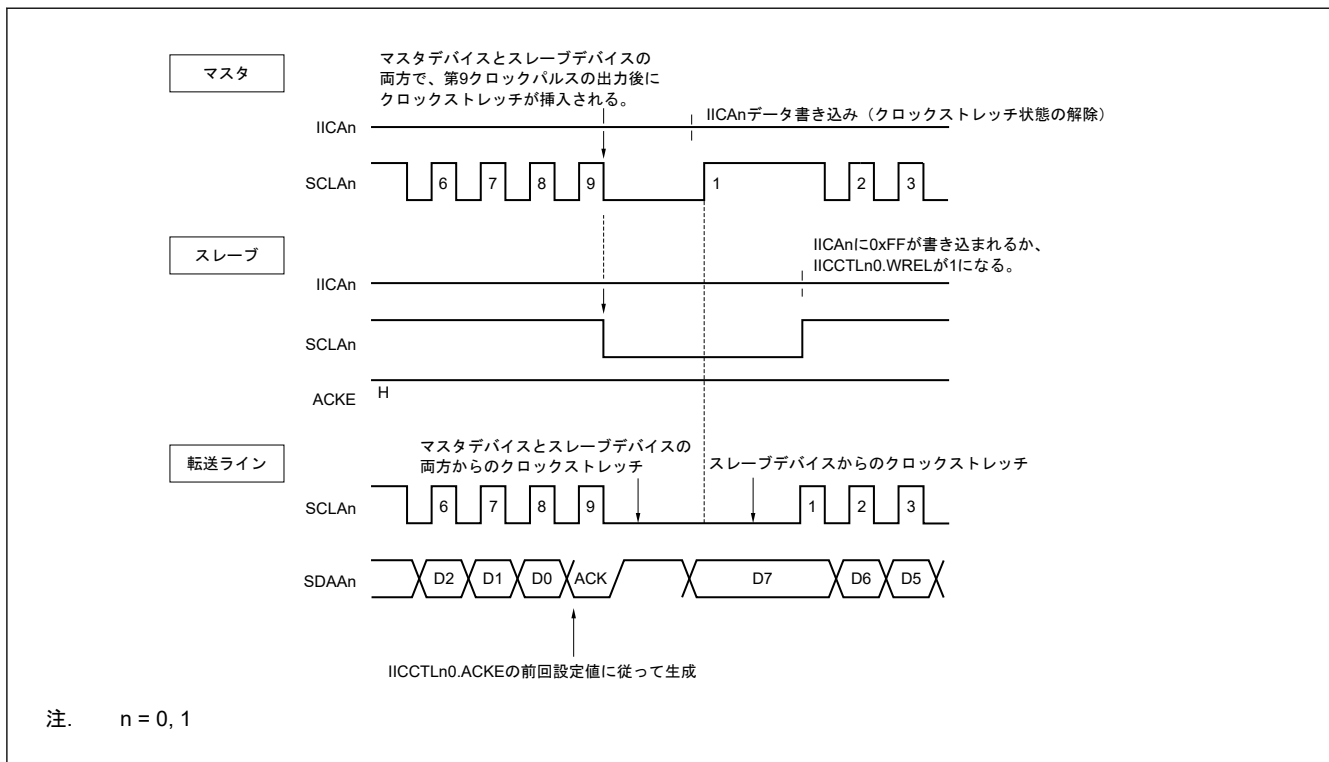 マスタ
マスタデバイスとスレーブデバイスの
両方で、第9クロックパルスの出力後に
クロックストレッチが挿入される。
IICAnデータ書き込み（クロックストレッチ状態の解除）
IICAn
SCLAn
6 7 8 9 1 2 3
スレーブ
IICAnに0xFFが書き込まれるか、
IICCTLn0.WRELが1になる。
IICAn
SCLAn
ACKE
H
転送ライン
マスタデバイスとスレーブデバイスの
両方からのクロックストレッチ
スレーブデバイスからのクロックストレッチ
SCLAn
6 7 8 9 1 2 3
SDAAn
D2 D1 D0 ACK D7 D6 D5
IICCTLn0.ACKEの前回設定値に従って生成
注. n = 0, 1